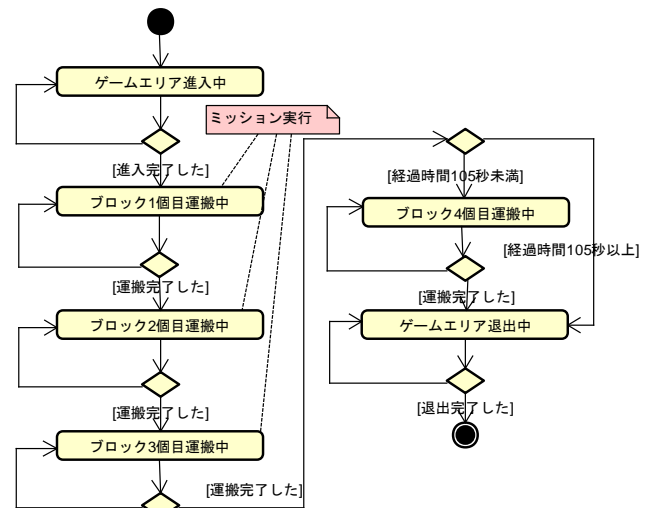 ゲームエリア進入中
ミッション実行
[進入完了した]
ブロック1個目運搬中
[運搬完了した]
ブロック2個目運搬中
[運搬完了した]
ブロック3個目運搬中
[運搬完了した]
[経過時間105秒未満]
ブロック4個目運搬中
[経過時間105秒以上]
[運搬完了した]
ゲームエリア退出中
[退出完了した]